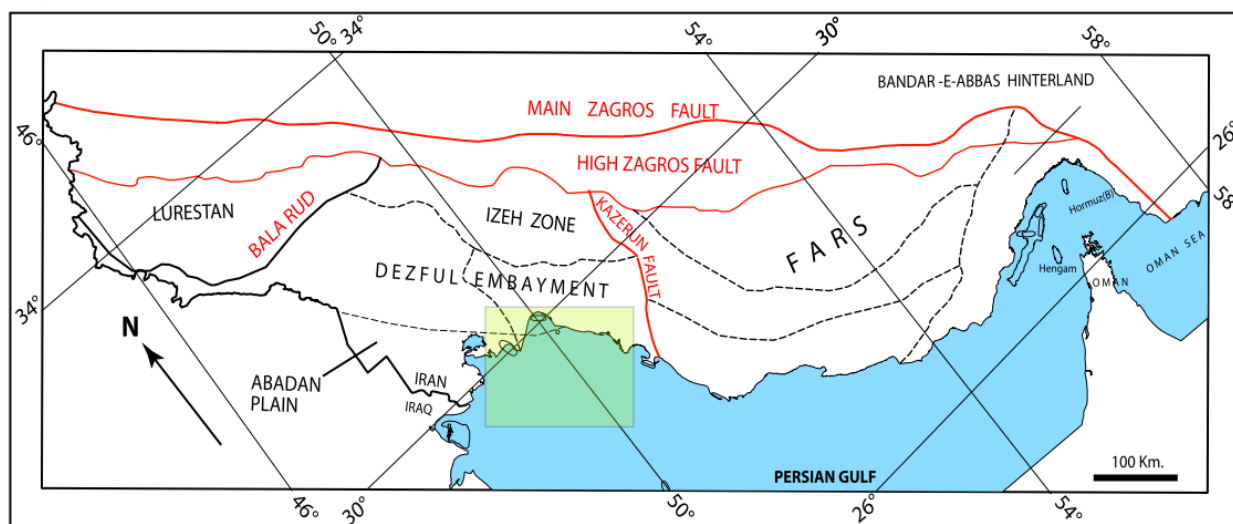 50°
34°
54°
30°
58°
BANDAR -E-ABBAS HINTERLAND
MAIN ZAGROS FAULT
46°
26°
HIGH ZAGROS FAULT
58°
LURESTAN
BALA RUD
IZEH ZONE
KAZERUN FAULT
FARS
Hormuz(B)
Hengam
OMAN
OMAN SEA
DEZFUL EMBAYMENT
34°
N
ABADAN
PLAIN
IRAN
IRAQ
PERSIAN GULF
100 Km.
46°
30°
50°
26°
54°